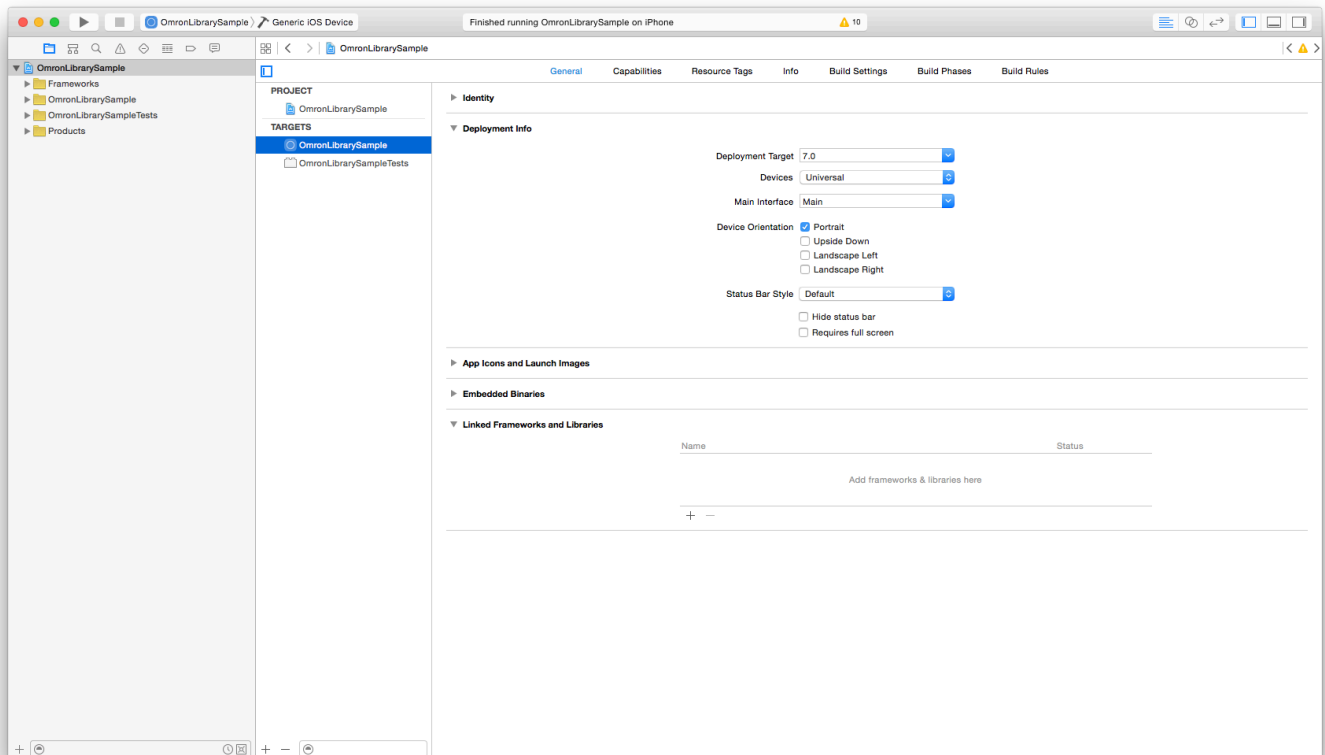 OmronLibrarySample Generic iOS Device
Finished running OmronLibrarySample on iPhone
10
OmronLibrarySample
OmronLibrarySample
Frameworks
OmronLibrarySample
OmronLibrarySampleTests
Products
General Capabilities Resource Tags Info Build Settings Build Phases Build Rules
PROJECT
OmronLibrarySample
TARGETS
OmronLibrarySample
OmronLibrarySampleTests
Identity
Deployment Info
Deployment Target 7.0
Devices Universal
Main Interface Main
Device Orientation Portrait
Upside Down
Landscape Left
Landscape Right
Status Bar Style Default
Hide status bar
Requires full screen
App Icons and Launch Images
Embedded Binaries
Linked Frameworks and Libraries
Name Status
Add frameworks & libraries here